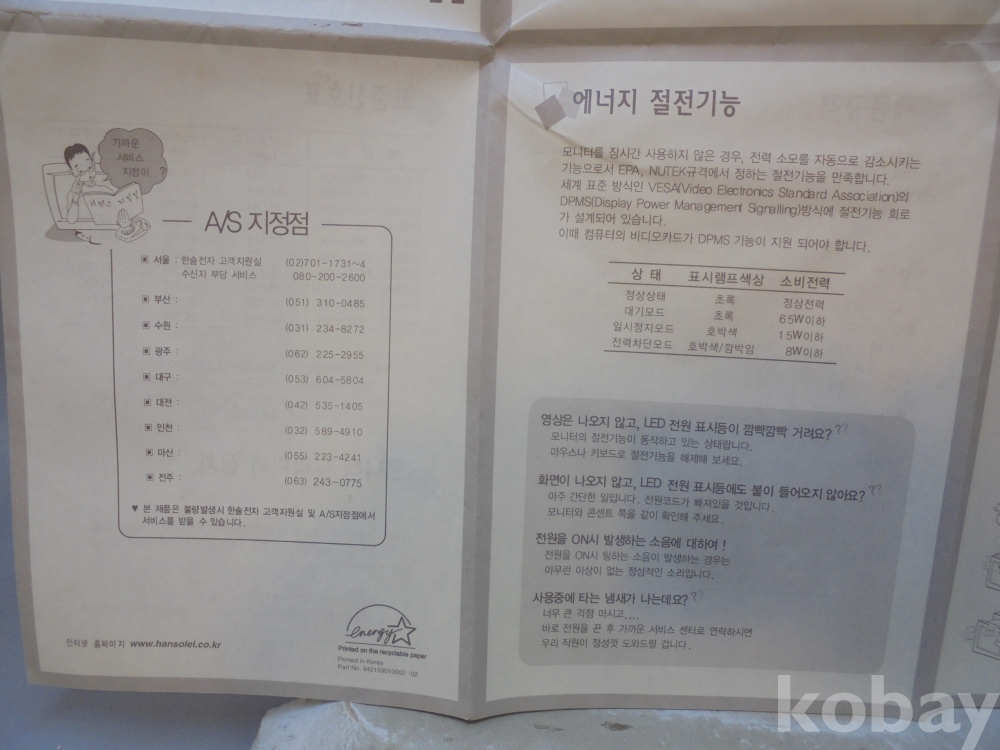 가까운
서비스
지점이..?
A/S 지정점
▣ 서울 : 한솔전자 고객지원실 (02)701-1731~4
수신자 부담 서비스 080-200-2600
▣ 부산 : (051) 310-0485
▣ 수원 : (031) 234-8272
▣ 광주 : (062) 225-2955
▣ 대구 : (053) 604-5804
▣ 대전 : (042) 535-1405
▣ 인천 : (032) 589-4910
▣ 마산 : (055) 223-4241
▣ 전주 : (063) 243-0775
♥ 본 제품은 불량발생시 한솔전자 고객지원실 및 A/S지정점에서
서비스를 받을 수 있습니다.
인터넷 홈페이지 www.hansolel.co.kr
energy
Printed on the recyclable paper
Printed in Korea
Part No. 942159010002 - 02
에너지 절전기능
모니터를 장시간 사용하지 않은 경우, 전력 소모를 자동으로 감소시키는
기능으로서 EPA, NUTEK규격에서 정하는 절전기능을 만족합니다.
세계 표준 방식인 VESA(Video Electronics Standard Association)의
DPMS(Display Power Management Signalling)방식에 절전기능 회로
가 설계되어 있습니다.
이때 컴퓨터의 비디오카드가 DPMS 기능이 지원 되어야 합니다.
상 태 표시램프색상 소비전력
정상상태 초록 정상전력
대기모드 초록 65W이하
일시정지모드 호박색 15W이하
전력차단모드 호박색/깜박임 8W이하
영상은 나오지 않고, LED 전원 표시등이 깜빡깜빡 거려요???
모니터의 절전기능이 동작하고 있는 상태랍니다.
마우스나 키보드로 절전기능을 해제해 보세요.
화면이 나오지 않고, LED 전원 표시등에도 불이 들어오지 않아요???
아주 간단한 일입니다. 전원코드가 빠져있을 것입니다.
모니터와 콘센트 쪽을 같이 확인해 주세요.
전원을 ON시 발생하는 소음에 대하여 !
전원을 ON시 팅하는 소음이 발생하는 경우는
아무런 이상이 없는 정상적인 소리입니다.
사용중에 타는 냄새가 나는데요???
너무 큰 걱정 마시고....
바로 전원을 끈 후 가까운 서비스 센터로 연락하시면
우리 직원이 정성껏 도와드릴 겁니다.
kobay